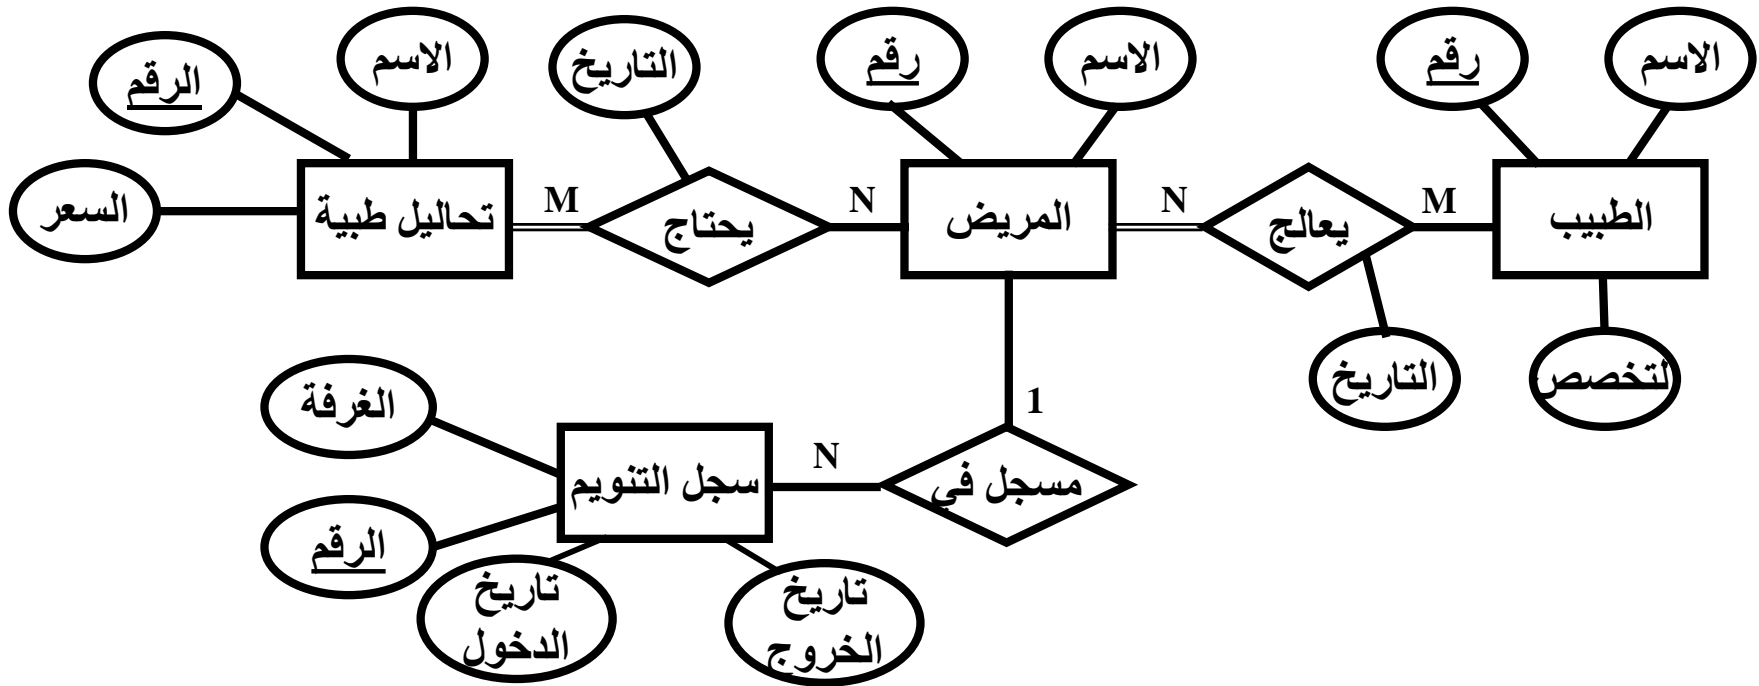 الاسم
رقم
الاسم
رقم
التاريخ
الاسم
الرقم
الطبيب
M
يعالج
N
المريض
N
يحتاج
M
تحاليل طبية
السعر
لتخصص
التاريخ
1
الغرفة
مسجل في
N
سجل التنويم
الرقم
تاريخ
الخروج
تاريخ
الدخول